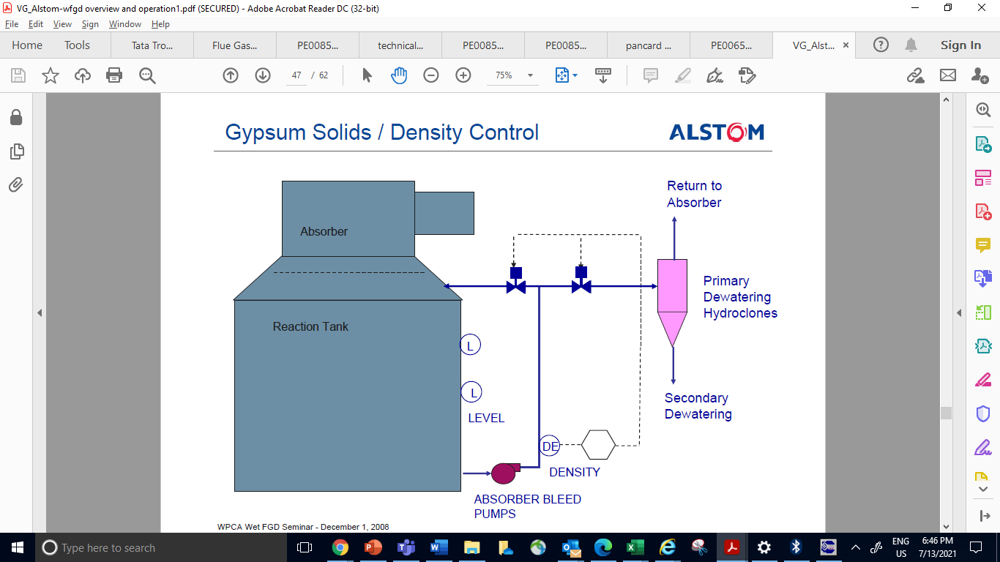 VG_Alstom-wfgd overview and operation1.pdf (SECURED) - Adobe Acrobat Reader DC (32-bit)
File Edit View Sign Window Help
Home Tools Tata Tro... Flue Gas... PE0085... technical... PE0085... PE0085... pancard ... PE0065... VG_Alst... × ? Sign In
47 / 62 75%
Gypsum Solids / Density Control
ALSTOM
Return to
Absorber
Absorber
Primary
Dewatering
Hydroclones
Reaction Tank
L
L
LEVEL
Secondary
Dewatering
DE
DENSITY
ABSORBER BLEED
PUMPS
WPCA Wet FGD Seminar - December 1, 2008
Type here to search
ENG
US
6:46 PM
7/13/2021